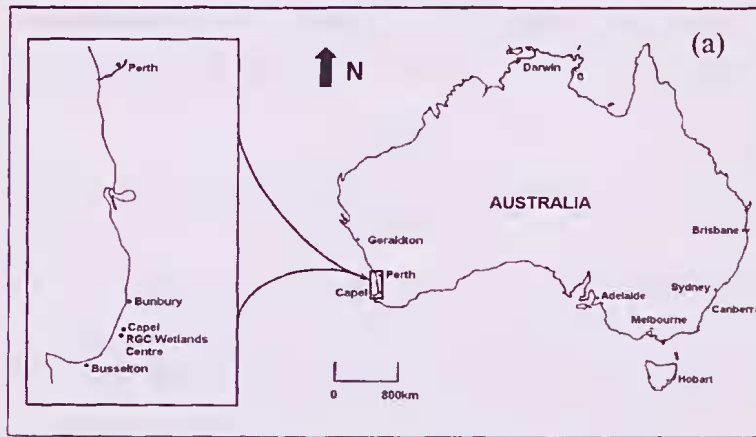 (a)
Perth
N
Darwin
AUSTRALIA
Brisbane
Geraldton
Perth
Capel
Sydney
Adelaide
Canberra
Melbourne
Bunbury
Capel
RGC Wetlands
Centre
Busselton
Hobart
0 800km